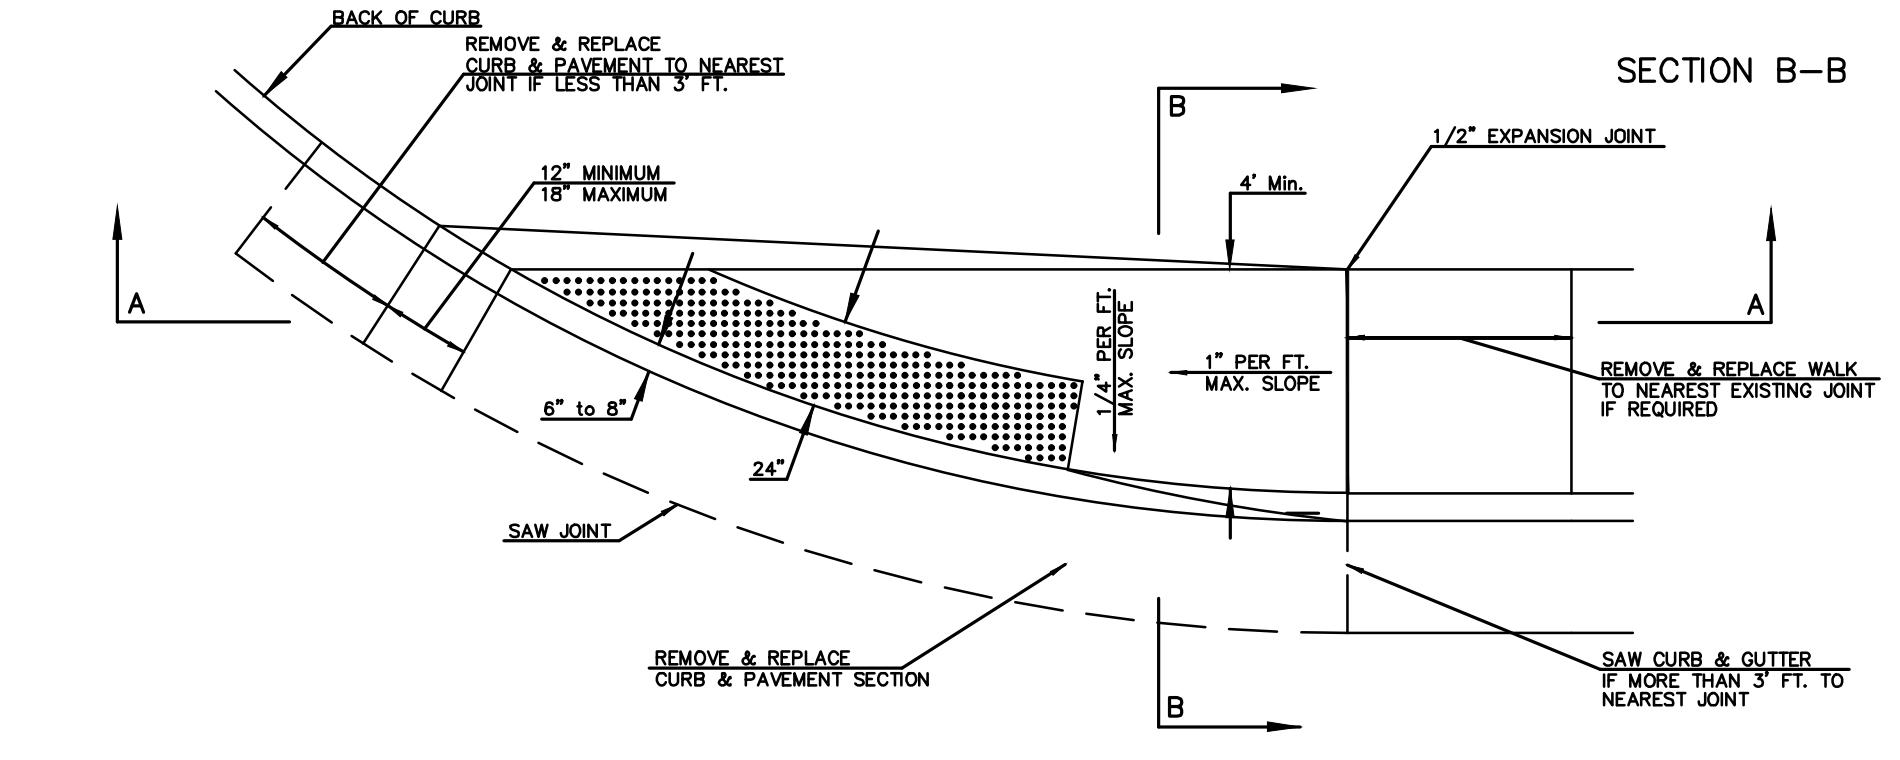 BACK OF CURB
REMOVE & REPLACE
CURB & PAVEMENT TO NEAREST
JOINT IF LESS THAN 3' FT.
SECTION B-B
B
1/2" EXPANSION JOINT
12" MINIMUM
18" MAXIMUM
4' Min.
A
A
1/4" PER FT.
MAX. SLOPE
1" PER FT.
MAX. SLOPE
REMOVE & REPLACE WALK
TO NEAREST EXISTING JOINT
IF REQUIRED
6" to 8"
24"
SAW JOINT
REMOVE & REPLACE
CURB & PAVEMENT SECTION
SAW CURB & GUTTER
IF MORE THAN 3' FT. TO
NEAREST JOINT
B